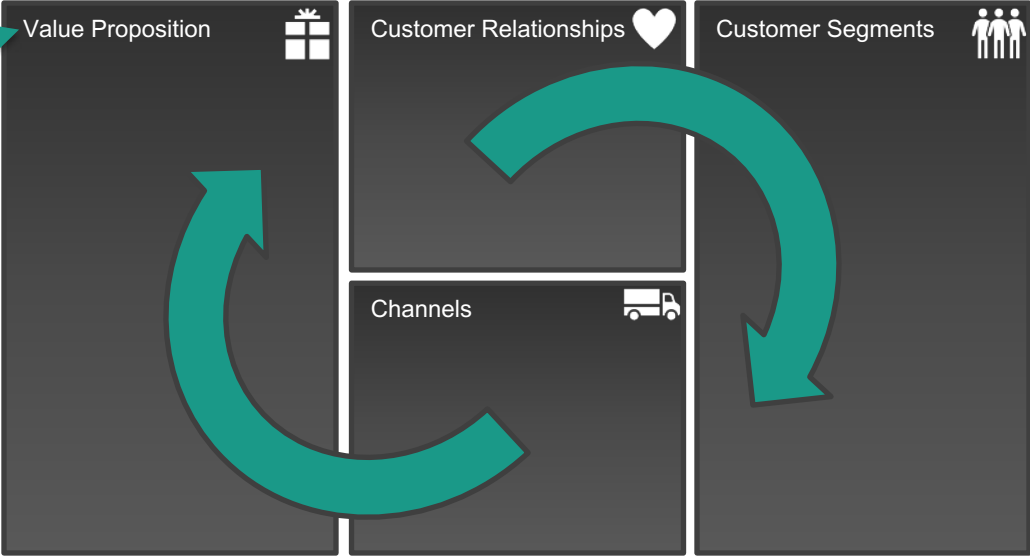 Value Proposition
Customer Relationships
Customer Segments
Channels